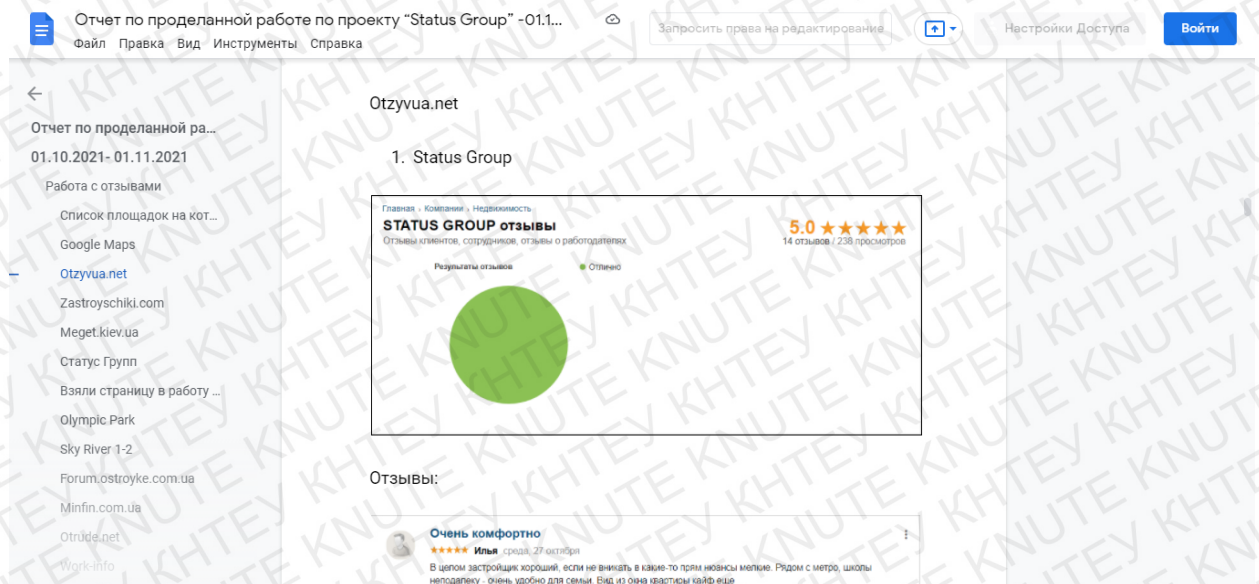 Отчет по проделанной работе по проекту “Status Group” -01.1...
Запросить права на редактирование
Настройки Доступа
Войти
Файл Правка Вид Инструменты Справка
Отчет по проделанной ра...
01.10.2021- 01.11.2021
Работа с отзывами
Список площадок на кот...
Google Maps
Otzyvua.net
Zastroyschiki.com
Meget.kiev.ua
Статус Групп
Взяли страницу в работу ...
Olympic Park
Sky River 1-2
Forum.ostroyke.com.ua
Minfin.com.ua
Otrude.net
Work-info
Otzyvua.net
1. Status Group
Главная › Компании › Недвижимость
STATUS GROUP отзывы
5.0
Отзывы клиентов, сотрудников, отзывы о работодателях
14 отзывов / 238 просмотров
Результаты отзывов
Отлично
Отзывы:
Очень комфортно
Илья среда, 27 октября
В целом застройщик хороший, если не вникать в какие-то прям нюансы мелкие. Рядом с метро, школы
неподалеку - очень удобно для семьи. Вид из окна квартиры кайф еще
KNUTE KHTEY KNUTE KHTEY